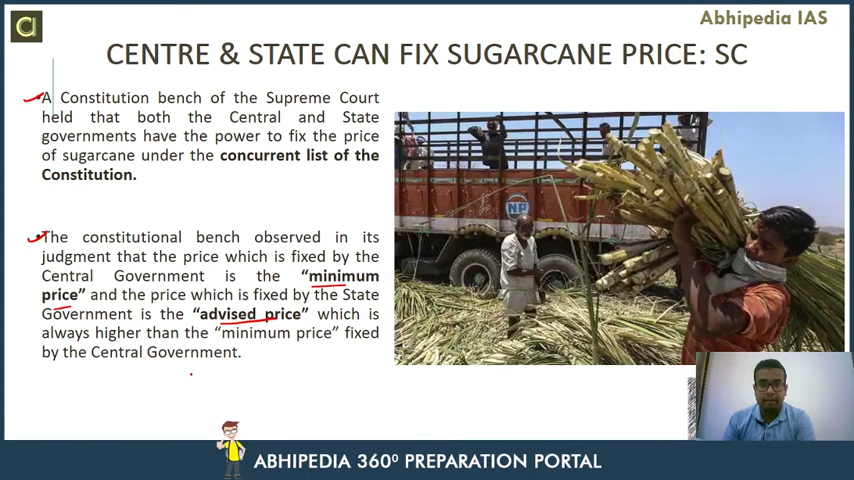 Abhipedia IAS
CENTRE & STATE CAN FIX SUGARCANE PRICE: SC
• A Constitution bench of the Supreme Court
held that both the Central and State
governments have the power to fix the price
of sugarcane under the concurrent list of the
Constitution.
• The constitutional bench observed in its
judgment that the price which is fixed by the
Central Government is the “minimum
price” and the price which is fixed by the State
Government is the “advised price” which is
always higher than the “minimum price” fixed
by the Central Government.
NP
ABHIPEDIA 360⁰ PREPARATION PORTAL